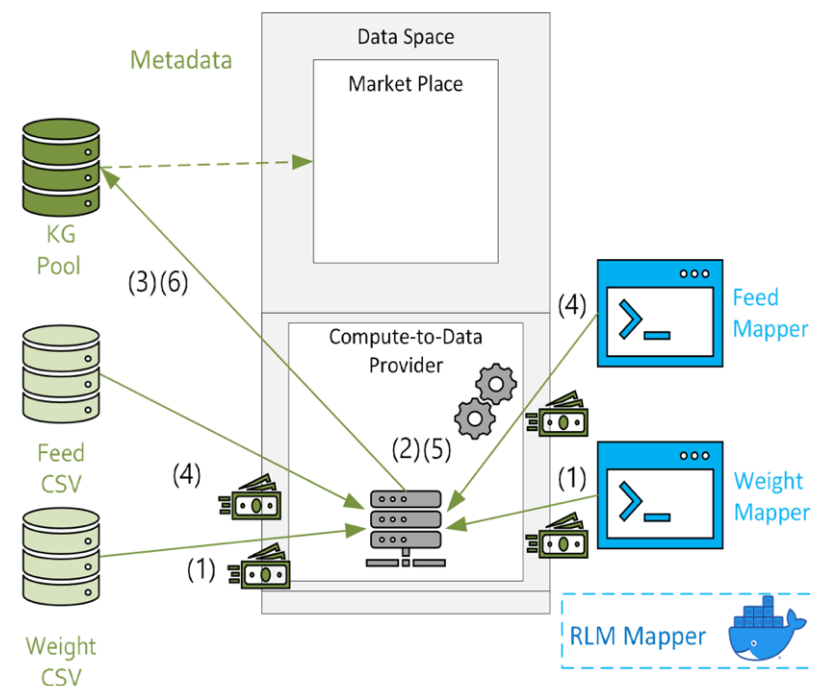 Data Space
Metadata
Market Place
KG
Pool
(3)(6)
(4)
Feed
Mapper
Compute-to-Data
Provider
Feed
CSV
(2)(5)
(4)
(1)
Weight
Mapper
(1)
RLM Mapper
Weight
CSV